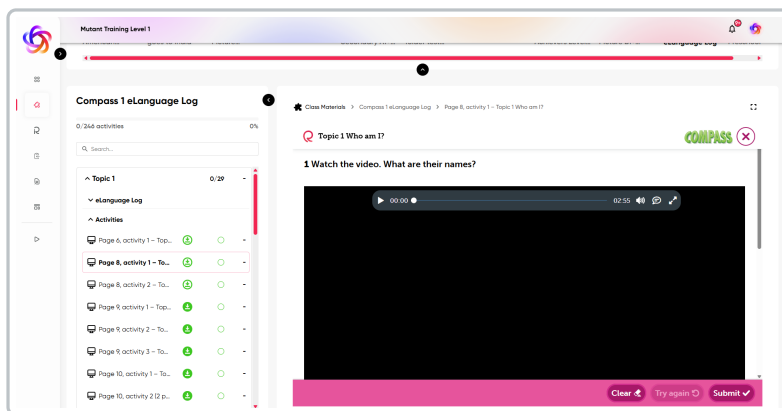 Mutant Training Level 1
eLanguage Log
Compass 1 eLanguage Log
0/246 activities
0%
Search...
Topic 1
0/29
-
eLanguage Log
Activities
Page 6, activity 1 – Top...
-
Page 8, activity 1 – To...
-
Page 8, activity 2 – To...
-
Page 9, activity 1 – Top...
-
Page 9, activity 2 – To...
-
Page 9, activity 3 – To...
-
Page 10, activity 1 – To...
-
Page 10, activity 2 (2 p...
-
Class Materials > Compass 1 eLanguage Log > Page 8, activity 1 – Topic 1 Who am I?
Topic 1 Who am I?
COMPASS
1 Watch the video. What are their names?
00:00
02:55
Clear
Try again
Submit